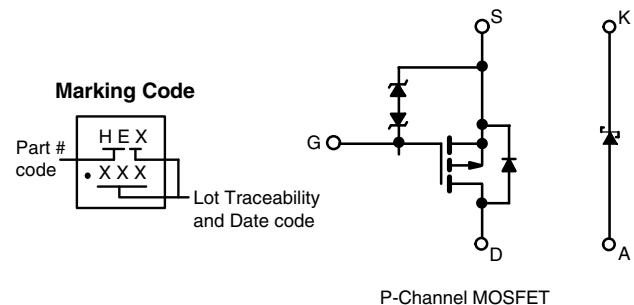 Marking Code
H E X
• X X X
Part #
code
Lot Traceability
and Date code
S
G
D
P-Channel MOSFET
K
A